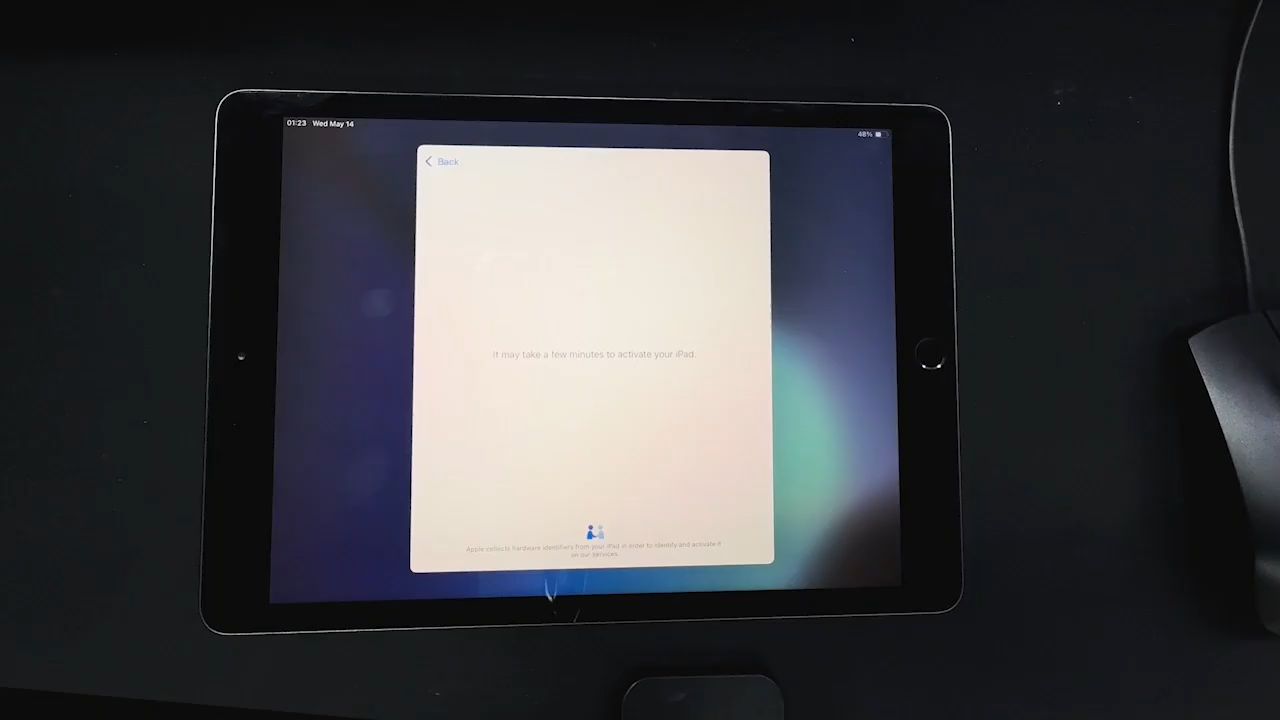 01:23 Wed May 14
48%
Back
It may take a few minutes to activate your iPad.
Apple collects hardware identifiers from your iPad in order to identify and activate it
on our services.